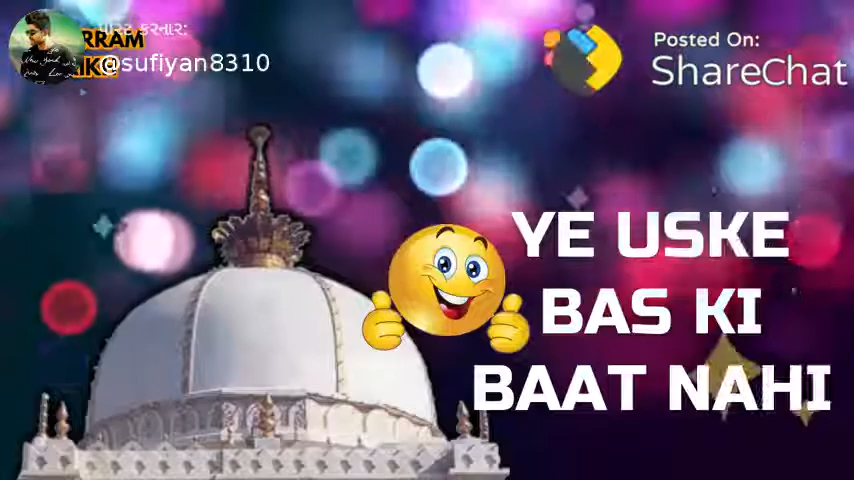 @sufiyan8310
Posted On:
ShareChat
YE USKE
BAS KI
BAAT NAHI